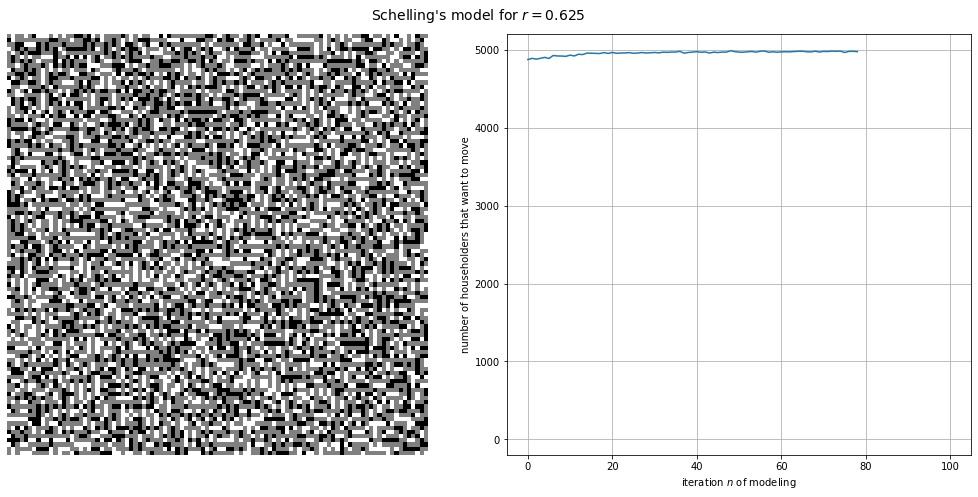 Schelling's model for r = 0.625
5000
4000
3000
2000
1000
0
number of householders that want to move
0 20 40 60 80 100
iteration n of modeling